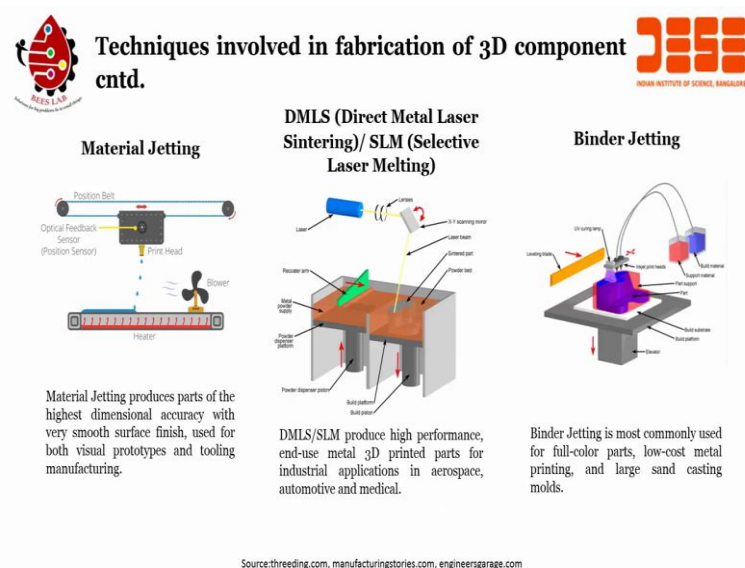 Techniques involved in fabrication of 3D component
cntd.
BEES LAB
INDIAN INSTITUTE OF SCIENCE, BANGALORE
Material Jetting
Position Belt
Optical Feedback
Sensor
(Position Sensor)
Print Head
Blower
Heater
Material Jetting produces parts of the
highest dimensional accuracy with
very smooth surface finish, used for
both visual prototypes and tooling
manufacturing.
DMLS (Direct Metal Laser
Sintering)/ SLM (Selective
Laser Melting)
Lenses
Laser
X-Y scanning mirror
Laser beam
Sintered part
Recoater arm
Powder bed
Metal
powder
supply
Powder
dispenser
platform
Powder dispenser piston
Build platform
Build piston
DMLS/SLM produce high performance,
end-use metal 3D printed parts for
industrial applications in aerospace,
automotive and medical.
Binder Jetting
UV curing lamp
Leveling blade
Inkjet print heads
Build material
Support material
Part support
Part
Build substrate
Build platform
Elevator
Binder Jetting is most commonly used
for full-color parts, low-cost metal
printing, and large sand casting
molds.
Source:threeding.com, manufacturingstories.com, engineersgarage.com